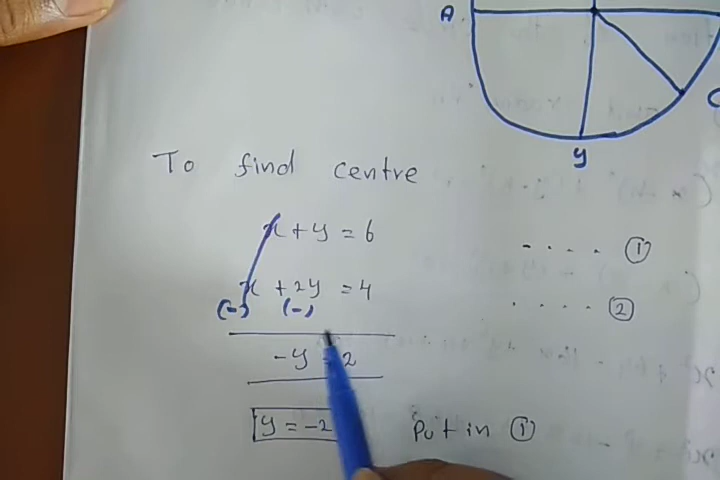 A
y
To find centre
x + y = 6 .... ①
x + 2y = 4 .... ②
(-) (-)
-y = 2
y = -2 Put in ①